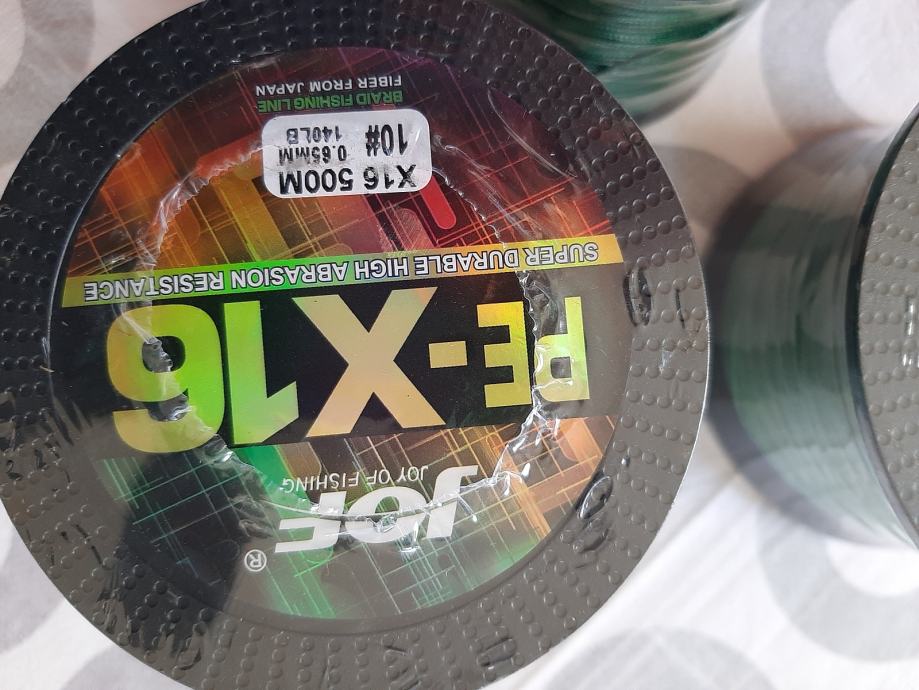 JOF®
JOY OF FISHING
PE-X16
SUPER DURABLE HIGH ABRASION RESISTANCE
X16 500M
10# 0.65MM
140LB
BRAID FISHING LINE
FIBER FROM JAPAN